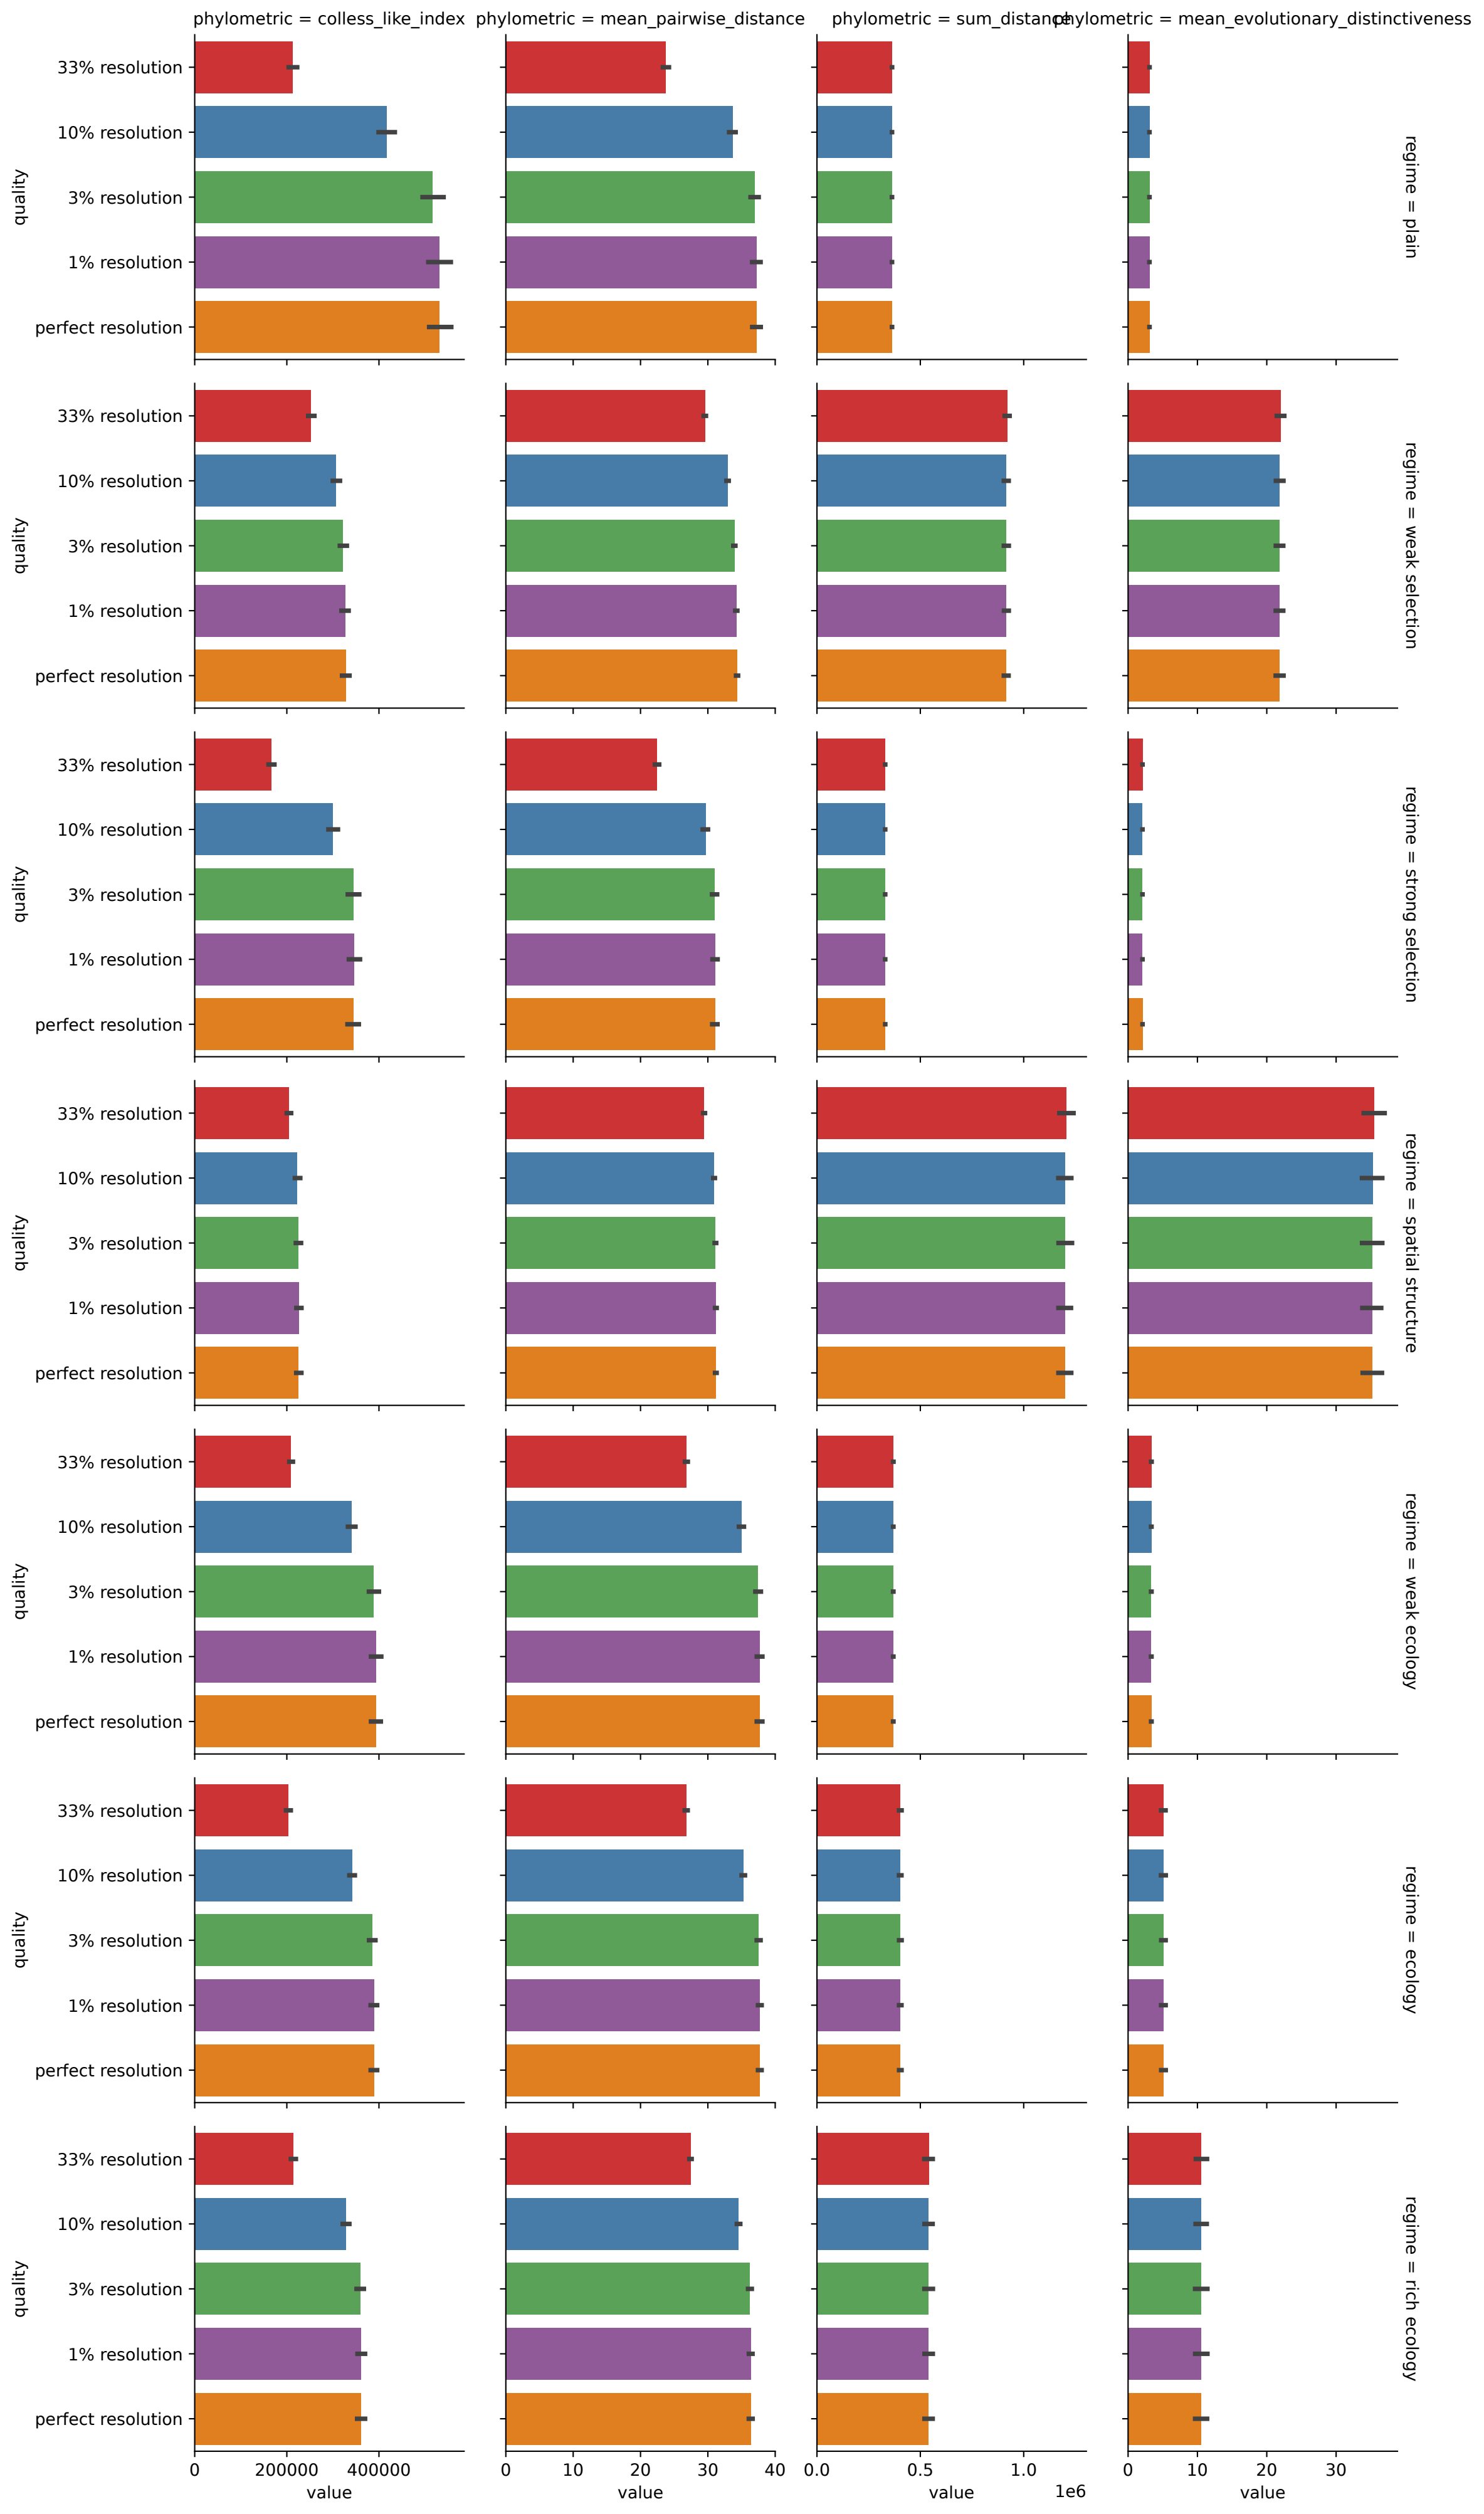 phylometric = colless_like_index
phylometric = mean_pairwise_distance
phylometric = sum_distance
phylometric = mean_evolutionary_distinctiveness
quality
33% resolution
10% resolution
3% resolution
1% resolution
perfect resolution
regime = plain
quality
33% resolution
10% resolution
3% resolution
1% resolution
perfect resolution
regime = weak selection
quality
33% resolution
10% resolution
3% resolution
1% resolution
perfect resolution
regime = strong selection
quality
33% resolution
10% resolution
3% resolution
1% resolution
perfect resolution
regime = spatial structure
quality
33% resolution
10% resolution
3% resolution
1% resolution
perfect resolution
regime = weak ecology
quality
33% resolution
10% resolution
3% resolution
1% resolution
perfect resolution
regime = ecology
quality
33% resolution
10% resolution
3% resolution
1% resolution
perfect resolution
regime = rich ecology
0 200000 400000
value
0 10 20 30 40
value
0.0 0.5 1.0
1e6
value
0 10 20 30
value